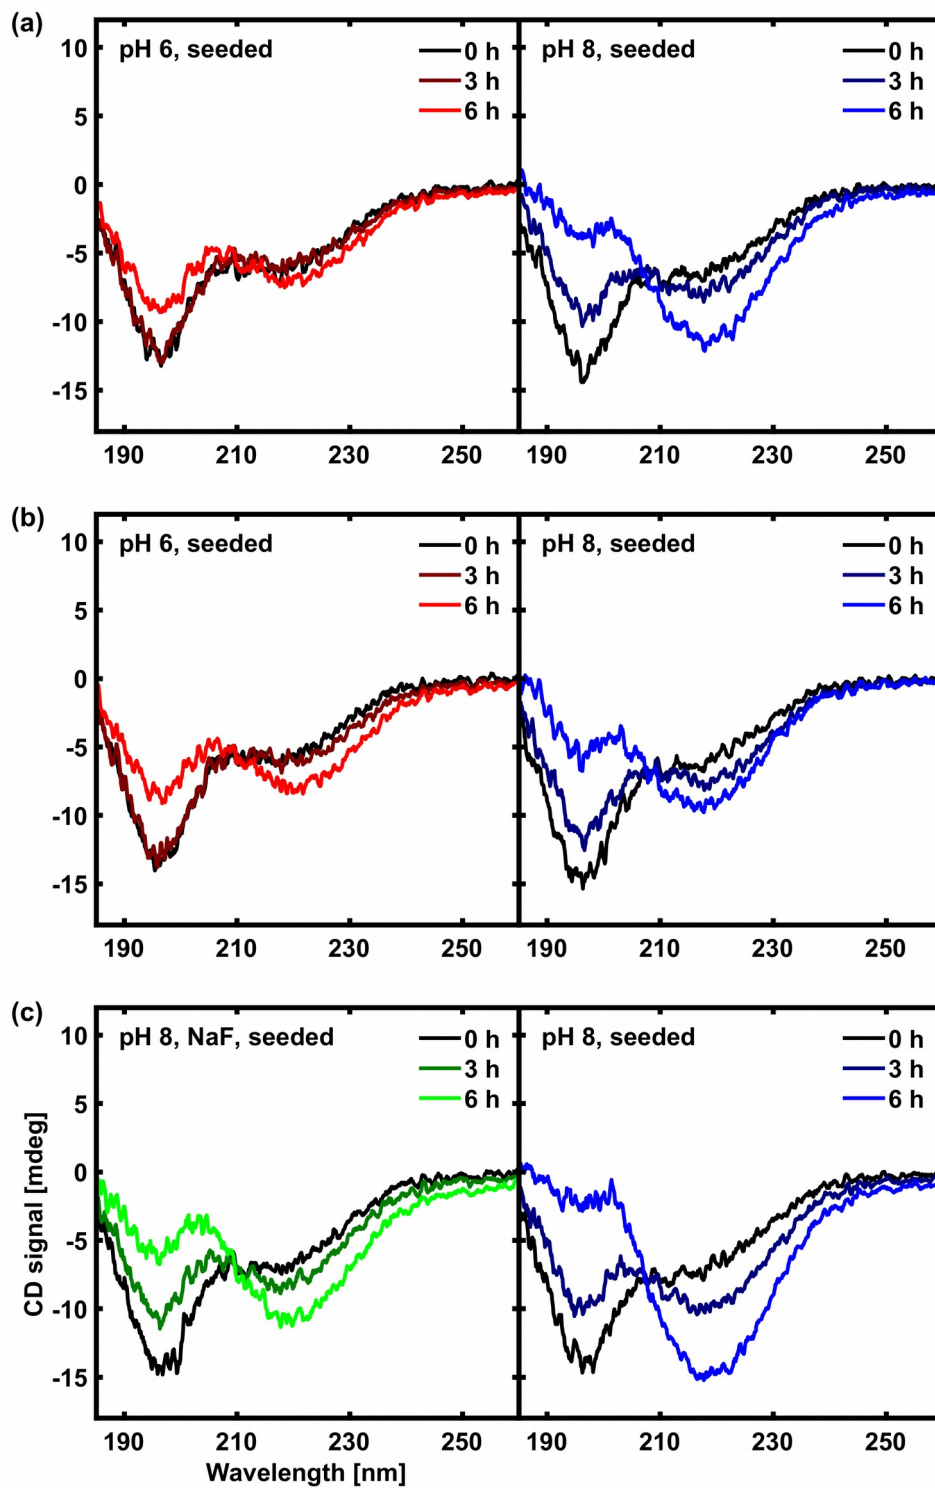 (a)
pH 6, seeded
0 h
3 h
6 h
pH 8, seeded
0 h
3 h
6 h
10
5
0
-5
-10
-15
190 210 230 250 190 210 230 250
(b)
pH 6, seeded
0 h
3 h
6 h
pH 8, seeded
0 h
3 h
6 h
10
5
0
-5
-10
-15
190 210 230 250 190 210 230 250
(c)
pH 8, NaF, seeded
0 h
3 h
6 h
pH 8, seeded
0 h
3 h
6 h
10
5
0
-5
-10
-15
CD signal [mdeg]
190 210 230 250 190 210 230 250
Wavelength [nm]